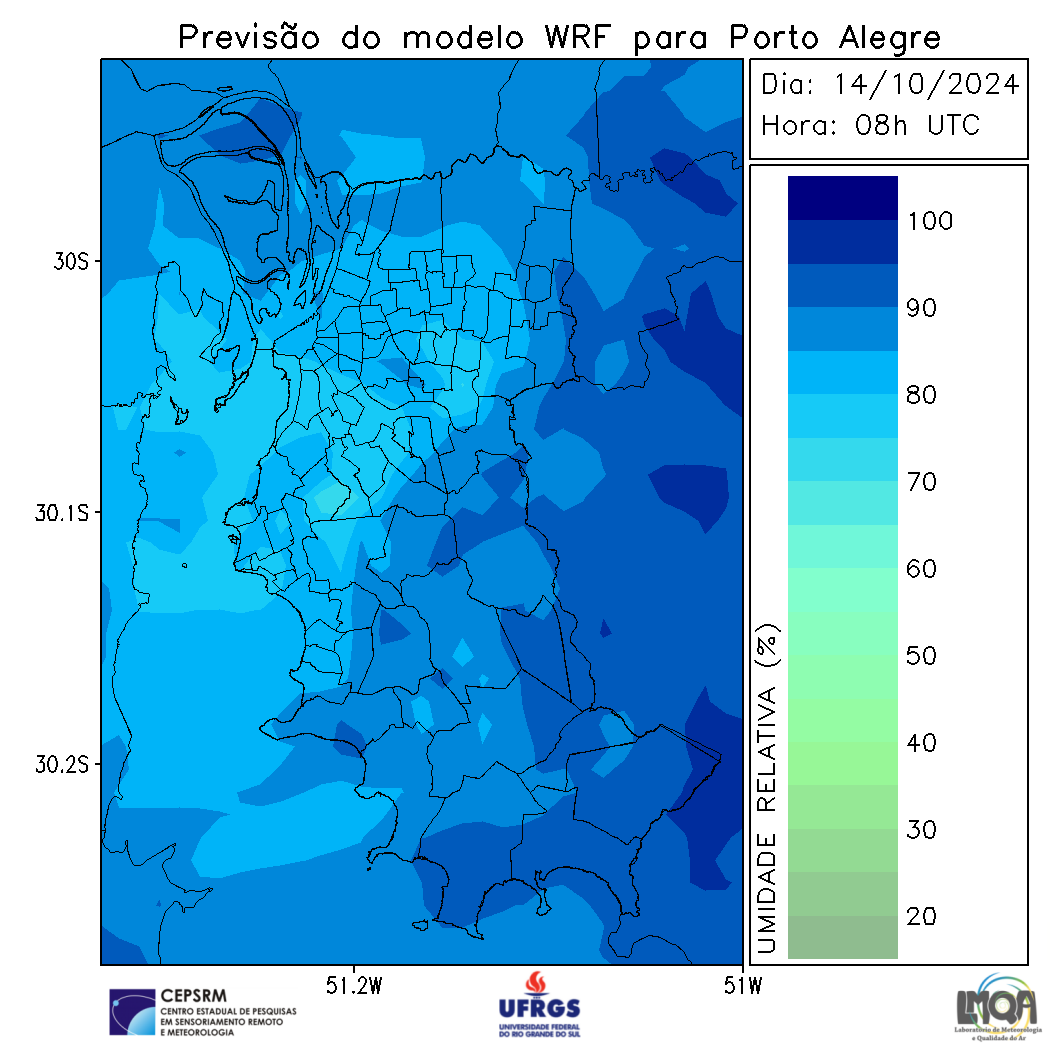 Previsão do modelo WRF para Porto Alegre
Dia: 14/10/2024
Hora: 08h UTC
30S
30.1S
30.2S
51.2W
51W
100
90
80
70
60
50
40
30
20
UMIDADE RELATIVA (%)
CEPSRM
CENTRO ESTADUAL DE PESQUISAS
EM SENSORIAMENTO REMOTO
E METEOROLOGIA
UFRGS
UNIVERSIDADE FEDERAL
DO RIO GRANDE DO SUL
LMQA
Laboratório de Meteorologia
e Qualidade do Ar